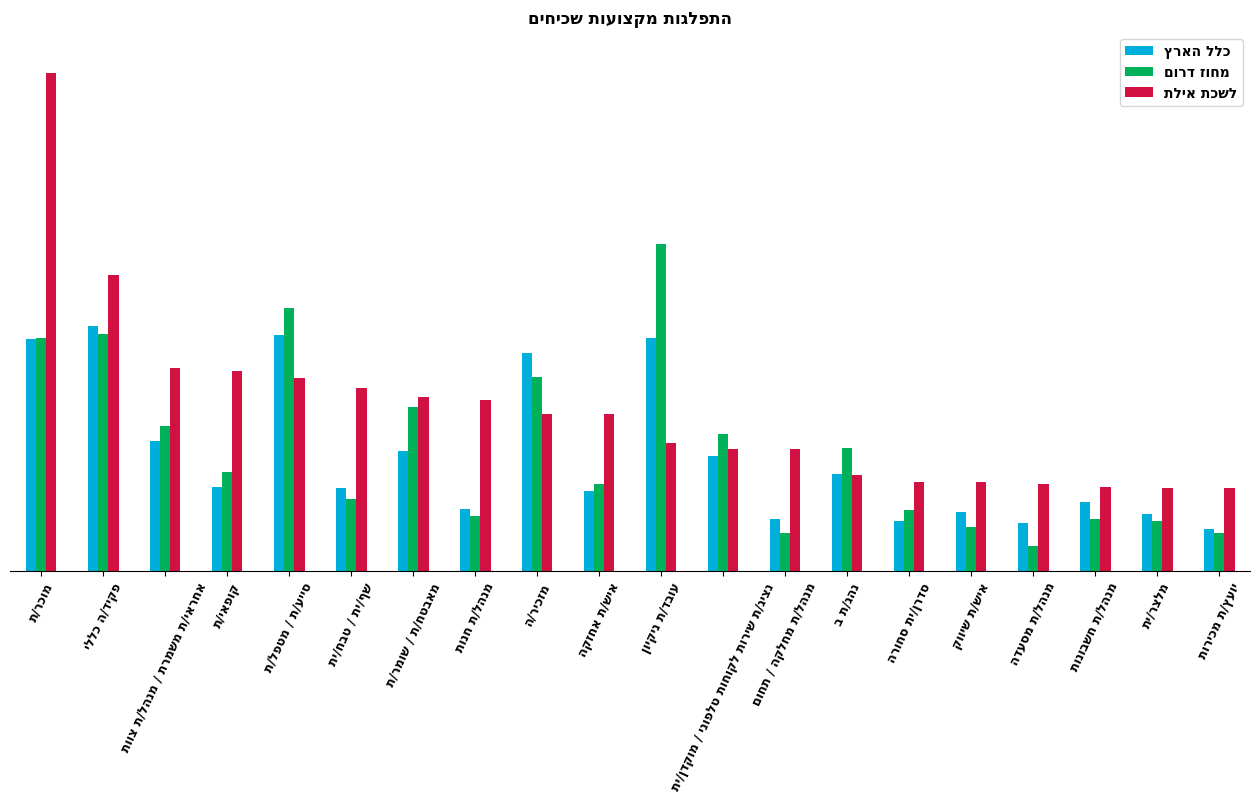 התפלגות מקצועות שכיחים
כלל הארץ
מחוז דרום
לשכת אילת
מוכר/ת
פקיד/ה כללי
אחראי/ת משמרת / מנהל/ת צוות
קופאי/ת
סייע/ת / מטפל/ת
שף/ית / טבח/ית
מאבטח/ת / שומר/ת
מנהל/ת חנות
מזכיר/ה
איש/ת אחזקה
עובד/ת ניקיון
נציג/ת שירות לקוחות טלפוני / מוקדן/ית
מנהל/ת מחלקה / תחום
נהג/ת ב
סדרן/ית סחורה
איש/ת שיווק
מנהל/ת מסעדה
מנהל/ת חשבונות
מלצר/ית
יועץ/ת מכירות